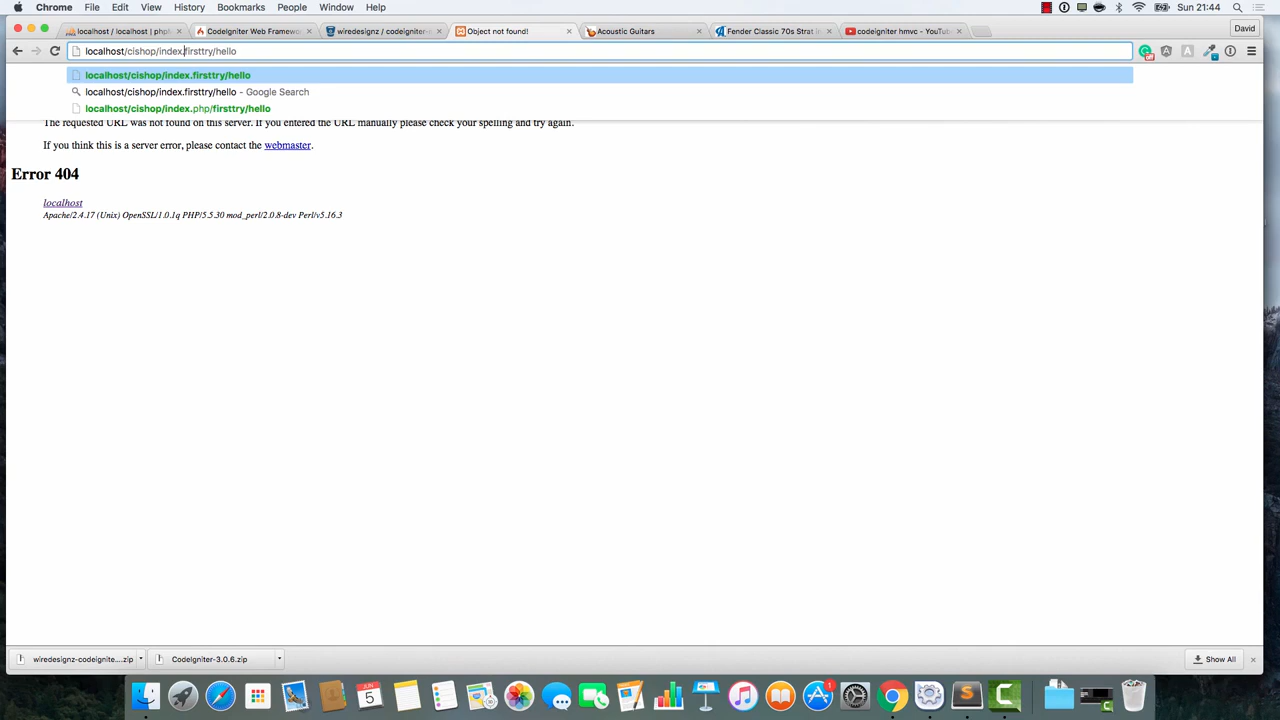 Chrome File Edit View History Bookmarks People Window Help Sun 21:44
localhost / localhost | php CodeIgniter Web Framewo wiredesignz / codeigniter- Object not found! Acoustic Guitars Fender Classic 70s Strat in codeigniter hmvc - YouTub David
localhost/cishop/index.firsttry/hello
localhost/cishop/index.firsttry/hello
localhost/cishop/index.firsttry/hello - Google Search
localhost/cishop/index.php/firsttry/hello
The requested URL was not found on this server. If you entered the URL manually please check your spelling and try again.
If you think this is a server error, please contact the webmaster.
Error 404
localhost
Apache/2.4.17 (Unix) OpenSSL/1.0.1q PHP/5.5.30 mod_perl/2.0.8-dev Perl/v5.16.3
wiredesignz-codeignite....zip CodeIgniter-3.0.6.zip Show All
JUN
5
1